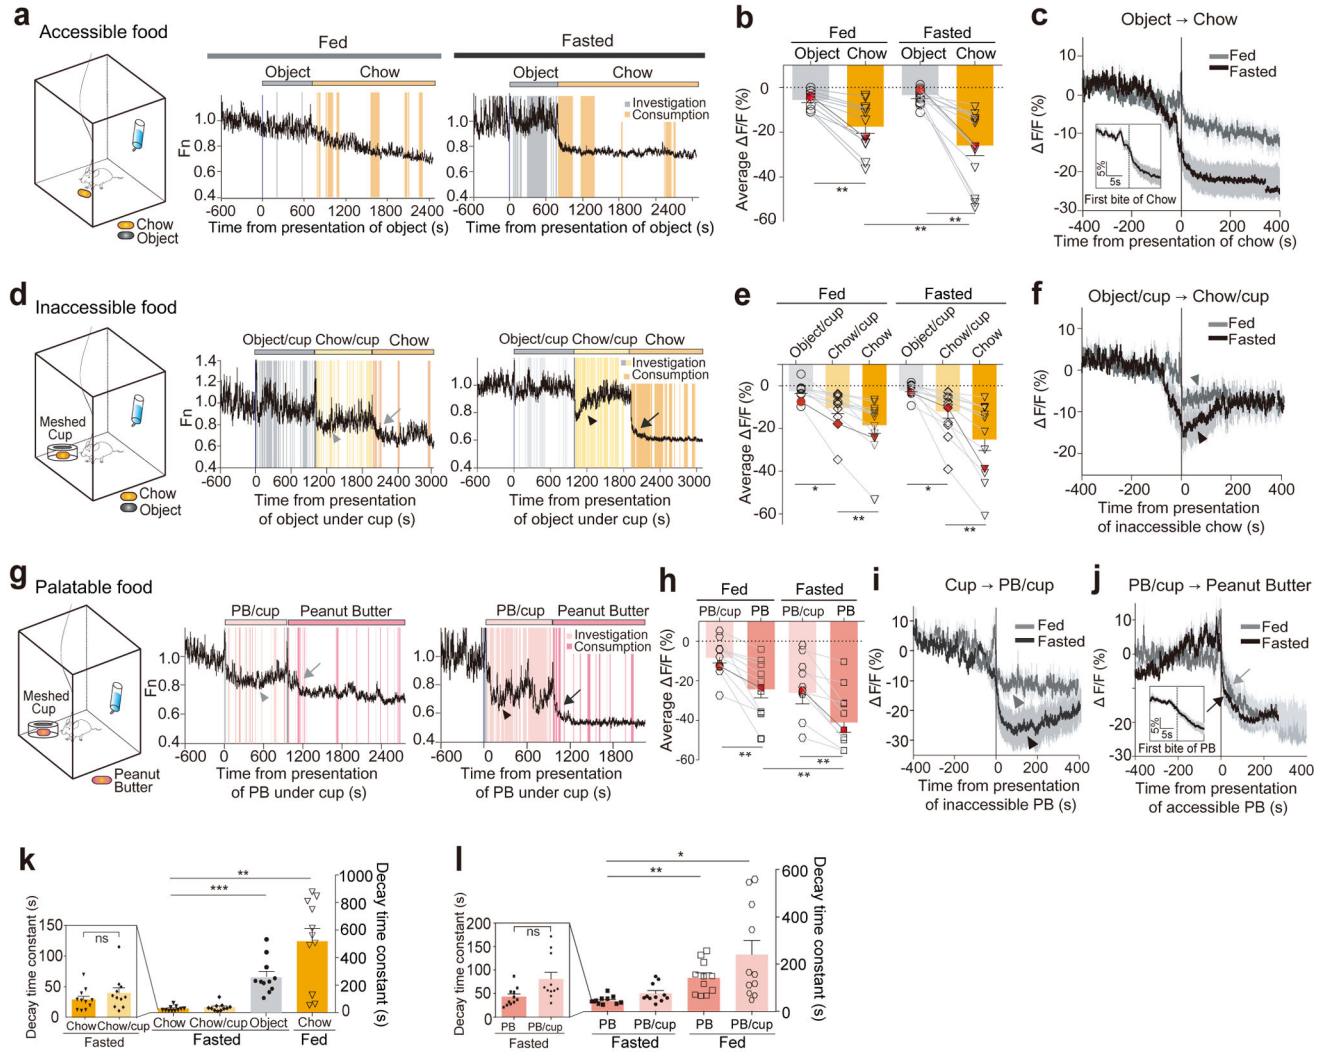 a
Accessible food
Chow
Object
Fed
Object
Chow
Fn
1.0
0.8
0.6
0.4
-600 0 600 1200 1800 2400
Time from presentation of object (s)
Fasted
Object
Chow
Investigation
Consumption
1.0
0.8
0.6
0.4
-600 0 600 1200 1800 2400
Time from presentation of object (s)
b
Fed
Fasted
Object Chow
Object Chow
Average ΔF/F (%)
0
-20
-40
-60
**
**
**
c
Object → Chow
Fed
Fasted
ΔF/F (%)
10
0
-10
-20
-30
5%
5s
First bite of Chow
-400 -200 0 200 400
Time from presentation of chow (s)
d
Inaccessible food
Meshed
Cup
Chow
Object
Object/cup Chow/cup Chow
Fn
1.4
1.2
1.0
0.8
0.6
0.4
-600 0 600 1200 1800 2400 3000
Time from presentation
of object under cup (s)
Object/cup Chow/cup Chow
Investigation
Consumption
1.0
0.8
0.6
0.4
-600 0 600 1200 1800 2400 3000
Time from presentation
of object under cup (s)
e
Fed
Fasted
Object/cup
Chow/cup
Chow
Object/cup
Chow/cup
Chow
Average ΔF/F (%)
0
-20
-40
-60
*
**
*
**
f
Object/cup → Chow/cup
Fed
Fasted
ΔF/F (%)
10
0
-10
20
-400 -200 0 200 400
Time from presentation
of inaccessible chow (s)
g
Palatable food
Meshed
Cup
Peanut
Butter
PB/cup
Peanut Butter
Fn
1.0
0.8
0.6
0.4
-600 0 600 1200 1800 2400
Time from presentation
of PB under cup (s)
PB/cup
Peanut Butter
Investigation
Consumption
1.0
0.8
0.6
0.4
-600 0 600 1200 1800
Time from presentation
of PB under cup (s)
h
Fed
Fasted
PB/cup PB
PB/cup PB
Average ΔF/F (%)
0
-20
-40
-60
**
**
**
i
Cup → PB/cup
Fed
Fasted
ΔF/F (%)
10
0
-10
-20
-30
-400 -200 0 200 400
Time from presentation
of inaccessible PB (s)
j
PB/cup → Peanut Butter
Fed
Fasted
ΔF/F (%)
10
0
-20
-30
5%
5s
First bite of PB
-400 -200 0 200 400
Time from presentation
of accessible PB (s)
k
Decay time constant (s)
150
100
50
0
ns
Chow Chow/cup
Fasted
**
***
Chow Chow/cup Object Chow
Fasted
Fed
1000
800
600
400
200
0
Decay time constant (s)
l
Decay time constant (s)
200
150
100
50
0
ns
PB PB/cup
Fasted
*
**
PB PB/cup PB PB/cup
Fasted
Fed
600
400
200
0
Decay time constant (s)